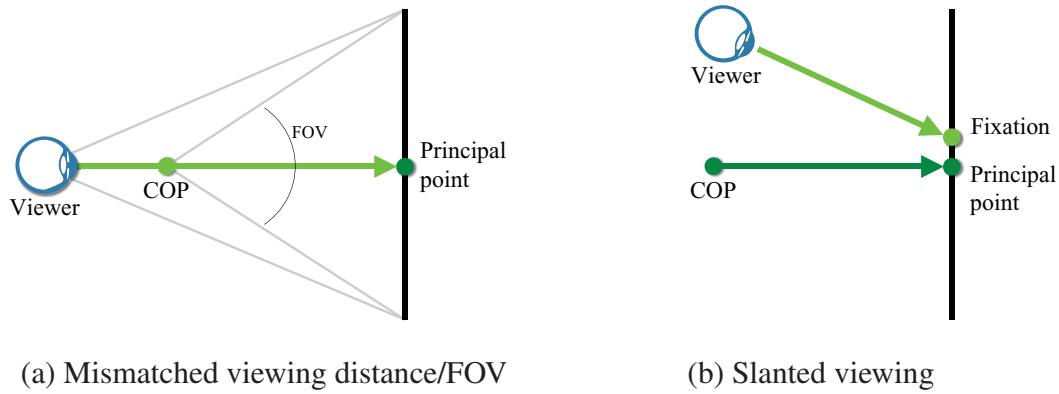 FOV
Principal
point
COP
Viewer
(a) Mismatched viewing distance/FOV
Viewer
Fixation
COP
Principal
point
(b) Slanted viewing